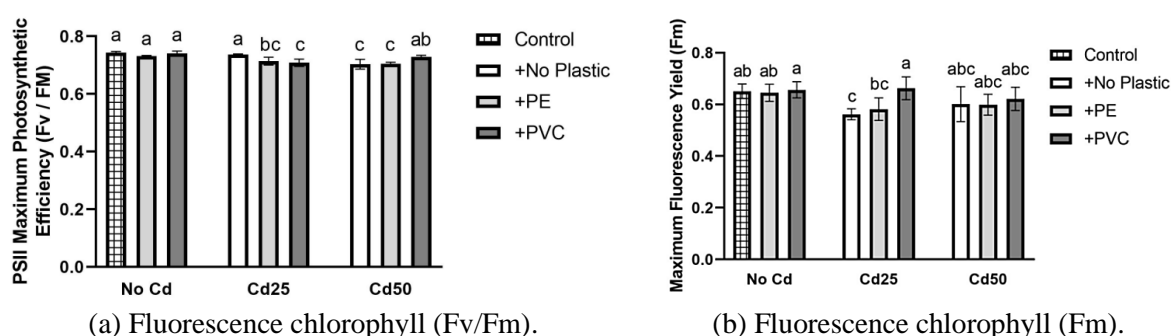 PSII Maximum Photosynthetic
Efficiency (Fv / FM)
0.8
0.6
0.4
0.2
0.0
a
a
a
a
bc
c
c
c
ab
No Cd
Cd25
Cd50
Control
+No Plastic
+PE
+PVC
(a) Fluorescence chlorophyll (Fv/Fm).
Maximum Fluorescence Yield (Fm)
0.8
0.6
0.4
0.2
0.0
ab
ab
a
c
bc
a
abc
abc
abc
No Cd
Cd25
Cd50
Control
+No Plastic
+PE
+PVC
(b) Fluorescence chlorophyll (Fm).